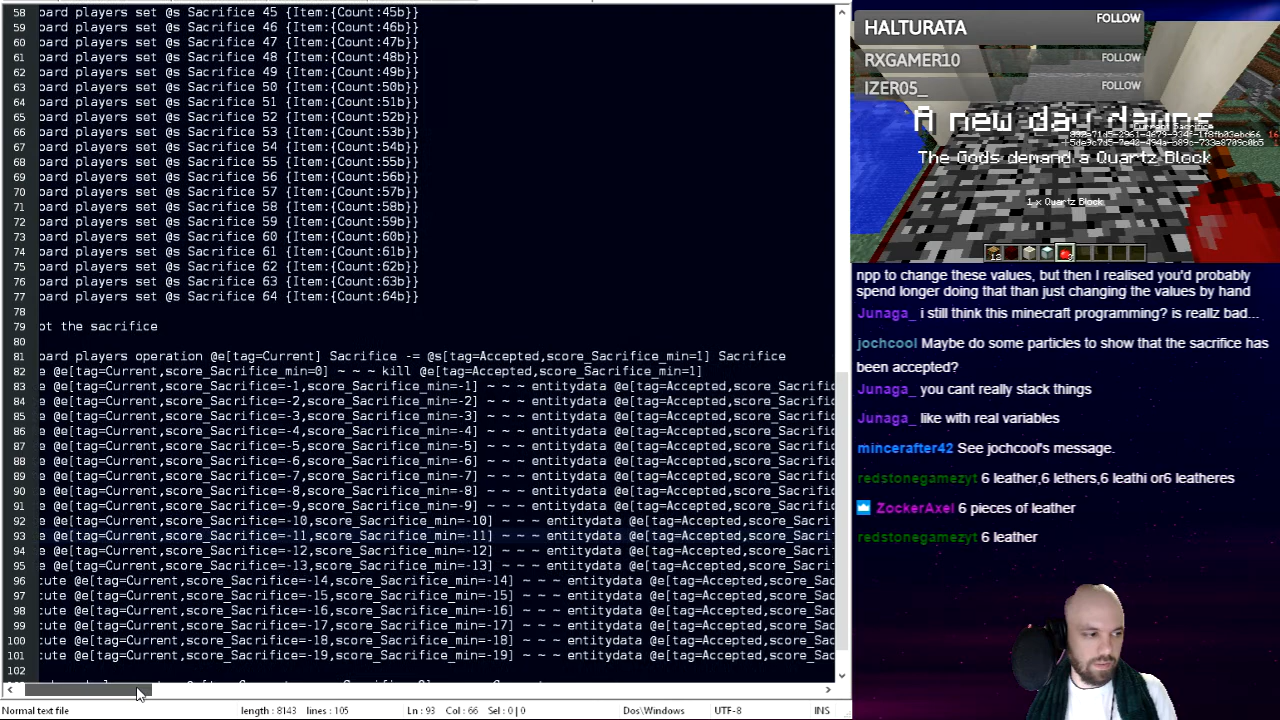 58 oard players set @s Sacrifice 45 {Item:{Count:45b}}
59 oard players set @s Sacrifice 46 {Item:{Count:46b}}
60 oard players set @s Sacrifice 47 {Item:{Count:47b}}
61 oard players set @s Sacrifice 48 {Item:{Count:48b}}
62 oard players set @s Sacrifice 49 {Item:{Count:49b}}
63 oard players set @s Sacrifice 50 {Item:{Count:50b}}
64 oard players set @s Sacrifice 51 {Item:{Count:51b}}
65 oard players set @s Sacrifice 52 {Item:{Count:52b}}
66 oard players set @s Sacrifice 53 {Item:{Count:53b}}
67 oard players set @s Sacrifice 54 {Item:{Count:54b}}
68 oard players set @s Sacrifice 55 {Item:{Count:55b}}
69 oard players set @s Sacrifice 56 {Item:{Count:56b}}
70 oard players set @s Sacrifice 57 {Item:{Count:57b}}
71 oard players set @s Sacrifice 58 {Item:{Count:58b}}
72 oard players set @s Sacrifice 59 {Item:{Count:59b}}
73 oard players set @s Sacrifice 60 {Item:{Count:60b}}
74 oard players set @s Sacrifice 61 {Item:{Count:61b}}
75 oard players set @s Sacrifice 62 {Item:{Count:62b}}
76 oard players set @s Sacrifice 63 {Item:{Count:63b}}
77 oard players set @s Sacrifice 64 {Item:{Count:64b}}
78
79 pt the sacrifice
80
81 oard players operation @e[tag=Current] Sacrifice -= @s[tag=Accepted,score_Sacrifice_min=1] Sacrifice
82 e @e[tag=Current,score_Sacrifice_min=0] ~ ~ ~ kill @e[tag=Accepted,score_Sacrifice_min=1]
83 e @e[tag=Current,score_Sacrifice=-1,score_Sacrifice_min=-1] ~ ~ ~ entitydata @e[tag=Accepted,score_Sacrific
84 e @e[tag=Current,score_Sacrifice=-2,score_Sacrifice_min=-2] ~ ~ ~ entitydata @e[tag=Accepted,score_Sacrific
85 e @e[tag=Current,score_Sacrifice=-3,score_Sacrifice_min=-3] ~ ~ ~ entitydata @e[tag=Accepted,score_Sacrific
86 e @e[tag=Current,score_Sacrifice=-4,score_Sacrifice_min=-4] ~ ~ ~ entitydata @e[tag=Accepted,score_Sacrific
87 e @e[tag=Current,score_Sacrifice=-5,score_Sacrifice_min=-5] ~ ~ ~ entitydata @e[tag=Accepted,score_Sacrific
88 e @e[tag=Current,score_Sacrifice=-6,score_Sacrifice_min=-6] ~ ~ ~ entitydata @e[tag=Accepted,score_Sacrific
89 e @e[tag=Current,score_Sacrifice=-7,score_Sacrifice_min=-7] ~ ~ ~ entitydata @e[tag=Accepted,score_Sacrific
90 e @e[tag=Current,score_Sacrifice=-8,score_Sacrifice_min=-8] ~ ~ ~ entitydata @e[tag=Accepted,score_Sacrific
91 e @e[tag=Current,score_Sacrifice=-9,score_Sacrifice_min=-9] ~ ~ ~ entitydata @e[tag=Accepted,score_Sacrific
92 e @e[tag=Current,score_Sacrifice=-10,score_Sacrifice_min=-10] ~ ~ ~ entitydata @e[tag=Accepted,score_Sacri
93 e @e[tag=Current,score_Sacrifice=-11,score_Sacrifice_min=-11] ~ ~ ~ entitydata @e[tag=Accepted,score_Sacri
94 e @e[tag=Current,score_Sacrifice=-12,score_Sacrifice_min=-12] ~ ~ ~ entitydata @e[tag=Accepted,score_Sacri
95 e @e[tag=Current,score_Sacrifice=-13,score_Sacrifice_min=-13] ~ ~ ~ entitydata @e[tag=Accepted,score_Sacri
96 cute @e[tag=Current,score_Sacrifice=-14,score_Sacrifice_min=-14] ~ ~ ~ entitydata @e[tag=Accepted,score_Sac
97 cute @e[tag=Current,score_Sacrifice=-15,score_Sacrifice_min=-15] ~ ~ ~ entitydata @e[tag=Accepted,score_Sac
98 cute @e[tag=Current,score_Sacrifice=-16,score_Sacrifice_min=-16] ~ ~ ~ entitydata @e[tag=Accepted,score_Sac
99 cute @e[tag=Current,score_Sacrifice=-17,score_Sacrifice_min=-17] ~ ~ ~ entitydata @e[tag=Accepted,score_Sac
100 cute @e[tag=Current,score_Sacrifice=-18,score_Sacrifice_min=-18] ~ ~ ~ entitydata @e[tag=Accepted,score_Sac
101 cute @e[tag=Current,score_Sacrifice=-19,score_Sacrifice_min=-19] ~ ~ ~ entitydata @e[tag=Accepted,score_Sac
102
Normal text file length : 8143 lines : 105 Ln : 93 Col : 66 Sel : 0 | 0 Dos\Windows UTF-8 INS
HALTURATA FOLLOW
RXGAMER10 FOLLOW
IZER05_ FOLLOW
A new day dawns
The Gods demand a Quartz Block
1 x Quartz Block
12
npp to change these values, but then I realised you'd probably
spend longer doing that than just changing the values by hand
Junaga_ i still think this minecraft programming? is reallz bad...
jochcool Maybe do some particles to show that the sacrifice has
been accepted?
Junaga_ you cant really stack things
Junaga_ like with real variables
mincerafter42 See jochcool's message.
redstonegamezyt 6 leather,6 lethers,6 leathi or6 leatheres
ZockerAxel 6 pieces of leather
redstonegamezyt 6 leather